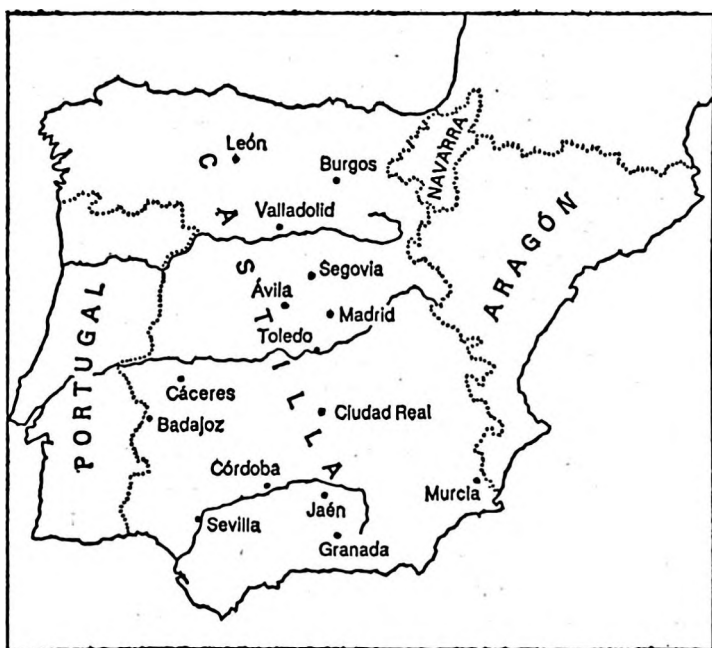 León
Burgos
NAVARRA
CASTILLA
Valladolid
ARAGÓN
Segovia
Ávila
Madrid
PORTUGAL
Toledo
Cáceres
Ciudad Real
Badajoz
Córdoba
Murcia
Jaén
Sevilla
Granada